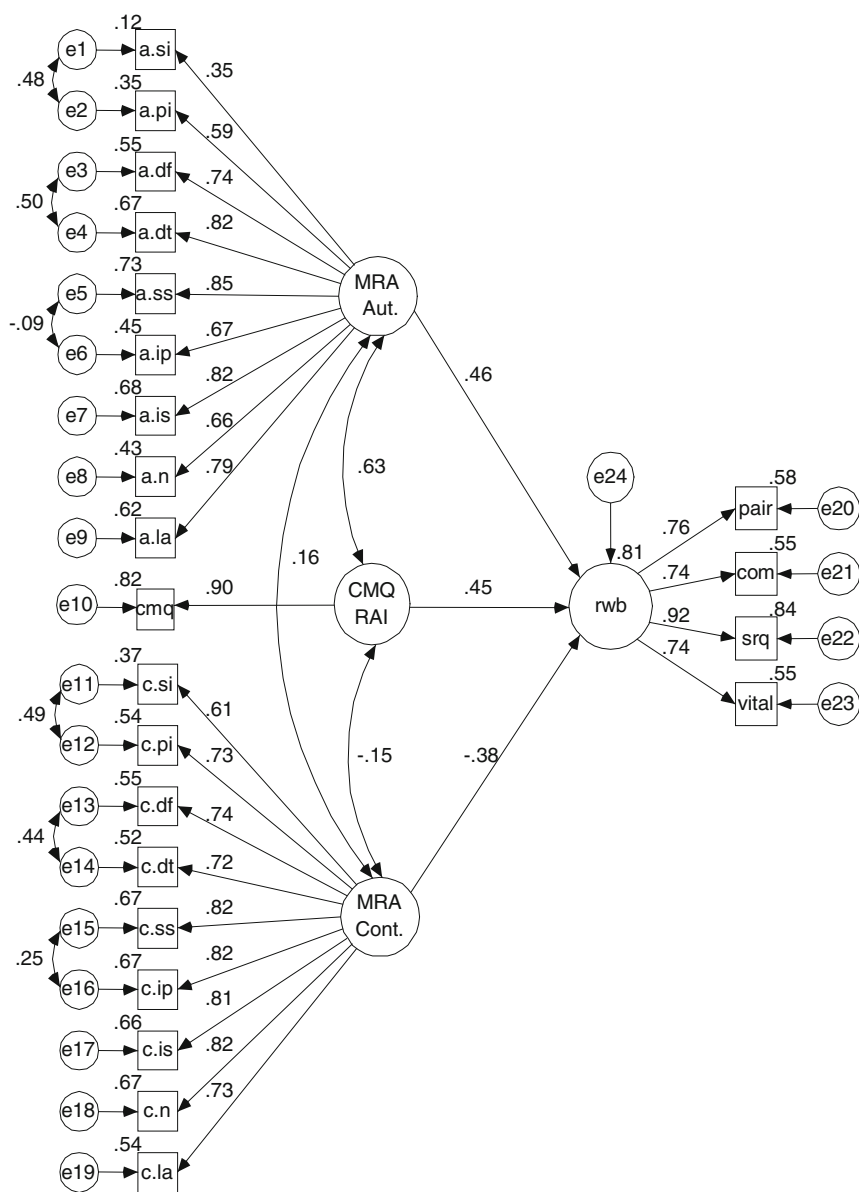 .12
e1 a.si
.48 .35 .35
e2 a.pi
.59
.55
e3 a.df
.50 .74
.67
e4 a.dt .82
.73
e5 a.ss .85
-.09 .45
e6 a.ip .67
MRA
Aut.
.68 .82
e7 a.is
.66
.43
e8 a.n
.79
.62
e9 a.la
.82
e10 cmq .90
.46
.63
.16
CMQ
RAI
.45
e24
.81
rwb
.58
.76 pair e20
.55
.74 com e21
.92 .84
srq e22
.74 .55
vital e23
.37
e11 c.si
.49 .61
.54
e12 c.pi
.73
.55
e13 c.df
.44 .74
.52
e14 c.dt .72
.67
e15 c.ss .82
.25 .67
e16 c.ip .82
-.15
-.38
MRA
Cont.
.66 .81
e17 c.is
.82
.67
e18 c.n
.73
.54
e19 c.la